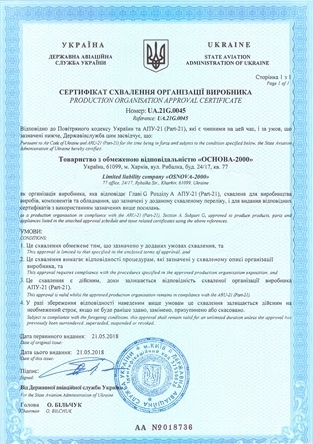 УКРАЇНА
UKRAINE
ДЕРЖАВНА АВІАЦІЙНА
СЛУЖБА УКРАЇНИ
STATE AVIATION
ADMINISTRATION OF UKRAINE
Сторінка 1 з 1
Page 1 of 1
СЕРТИФІКАТ СХВАЛЕННЯ ОРГАНІЗАЦІЇ ВИРОБНИКА
PRODUCTION ORGANISATION APPROVAL CERTIFICATE
Номер: UA.21G.0045
Reference: UA.21G.0045
Відповідно до Повітряного кодексу України та АПУ-21 (Part-21), які є чинними на цей час, і за умов, що
зазначені нижче, Державіаслужба України цим засвідчує, що:
Pursuant to Air Code of Ukraine and ARU-21 (Part-21) for the time being in force and subject to the condition specified below, the State Aviation
Administration of Ukraine hereby certifies:
Товариство з обмеженою відповідальністю «ОСНОВА-2000»
Україна, 61099, м. Харків, вул. Рибалка, буд. 24/17, кв. 77
Limited liability company «OSNOVA-2000»
77 office, 24/17, Rybalka Str., Kharkiv, 61099, Ukraine
як організація виробника, яка відповідає Главі G Розділу А АПУ-21 (Part-21), схвалена для виробництва
виробів, компонентів та обладнання, що зазначені у доданому схваленому переліку, і для видання відповідних
сертифікатів з використанням зазначених вище посилань.
as a production organisation in compliance with the ARU-21 (Part-21), Section A, Subpart G, approved to produce products, parts and
appliances listed in the attached approval schedule and issue related certificates using the above references.
УМОВИ:
CONDITIONS:
1. Це схвалення обмежене тим, що зазначено у доданих умовах схвалення, та
This approval is limited to that specified in the enclosed terms of approval, and
2. Це схвалення вимагає відповідності процедурам, які зазначено у схваленому описі організації
виробника, та
This approval requires compliance with the procedures specified in the approved production organisation exposition, and
3. Це схвалення є дійсним, доки залишається відповідність схваленої організації виробника
АПУ-21 (Part-21).
This approval is valid whilst the approved production organisation remains in compliance with the ARU-21 (Part-21).
4. У разі збереження відповідності наведеним вище умовам це схвалення залишається дійсним на
необмежений строк, якщо не буде раніше здано, замінено, призупинено або скасовано.
Subject to compliance with the foregoing conditions, this approval shall remain valid for an unlimited duration unless the approval has
previously been surrendered, superseded, suspended or revoked.
Дата первинного видання: 21.05.2018
Date of original issue
Дата цього видання: 21.05.2018
Date of this issue
Підпис
Signed
Від Державної авіаційної служби України
For the State Aviation Administration of Ukraine
Голова О. БІЛЬЧУК
Chairman O. BILCHUK
АА №018736